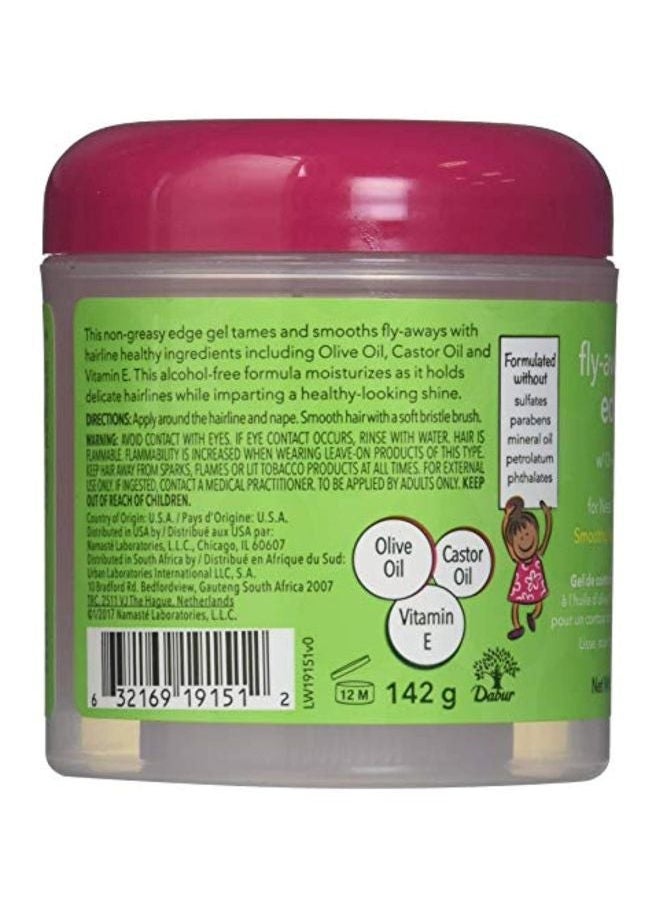 This non-greasy edge gel tames and smooths fly-aways with
hairline healthy ingredients including Olive Oil, Castor Oil and
Vitamin E. This alcohol-free formula moisturizes as it holds
delicate hairlines while imparting a healthy-looking shine.
DIRECTIONS: Apply around the hairline and nape. Smooth hair with a soft bristle brush.
WARNING: AVOID CONTACT WITH EYES. IF EYE CONTACT OCCURS, RINSE WITH WATER. HAIR IS
FLAMMABLE. FLAMMABILITY IS INCREASED WHEN WEARING LEAVE-ON PRODUCTS OF THIS TYPE.
KEEP HAIR AWAY FROM SPARKS, FLAMES OR LIT TOBACCO PRODUCTS AT ALL TIMES. FOR EXTERNAL
USE ONLY. IF INGESTED, CONTACT A MEDICAL PRACTITIONER. TO BE APPLIED BY ADULTS ONLY. KEEP
OUT OF REACH OF CHILDREN.
Country of Origin: U.S.A. / Pays d'Origine: U.S.A.
Distributed in USA by / Distribué aux USA par:
Namasté Laboratories, L.L.C., Chicago, IL 60607
Distributed in South Africa by / Distribué en Afrique du Sud:
Urban Laboratories International LLC, S.A.
10 Bradford Rd. Bedfordview, Gauteng South Africa 2007
TRC, 2511 VJ The Hague, Netherlands
©2017 Namasté Laboratories, L.L.C.
6 32169 19151 2
LW19151v0
12 M
142 g
Dabur
Olive
Oil
Castor
Oil
Vitamin
E
Formulated
without
sulfates
parabens
mineral oil
petrolatum
phthalates
fly-a
for
Gel de
à l'huile d'
pour un
Net